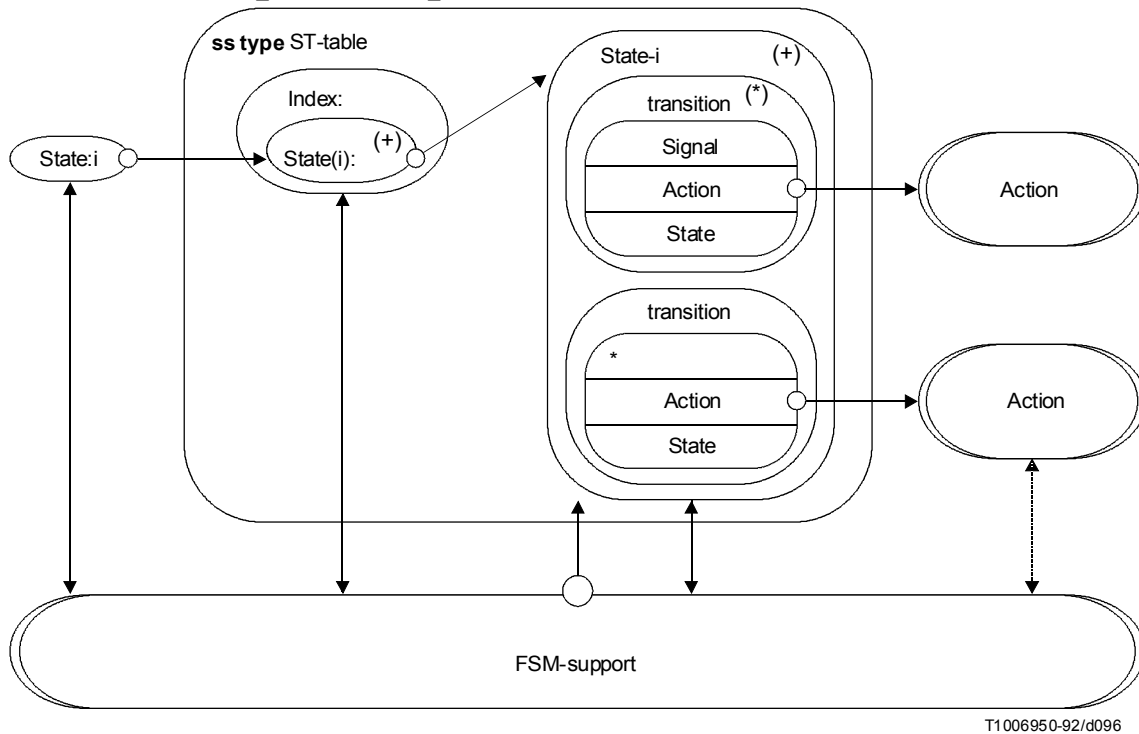 ss type ST-table
State-i
(+)
Index:
transition
(*)
(+)
State:i
State(i):
Signal
Action
State
Action
transition
*
Action
State
Action
FSM-support
T1006950-92/d096